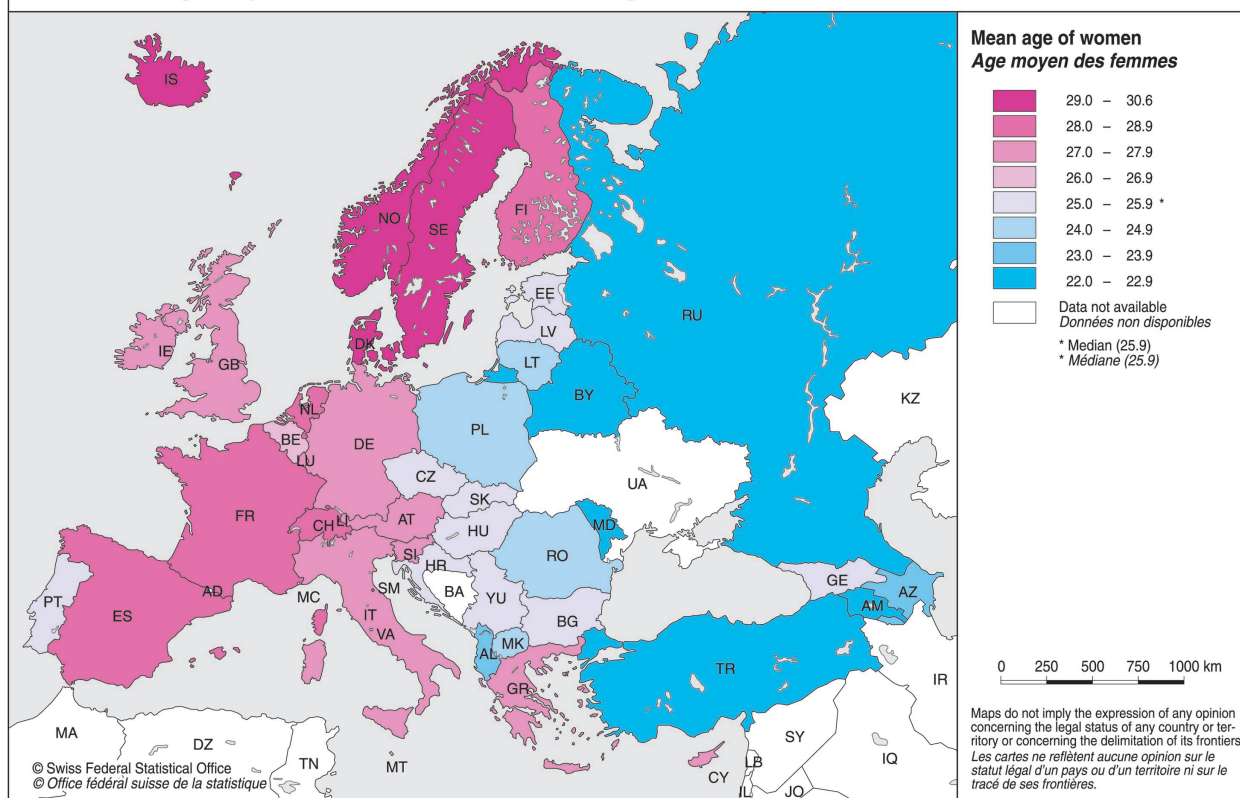 Mean age of women
Age moyen des femmes
29.0 – 30.6
28.0 – 28.9
27.0 – 27.9
26.0 – 26.9
25.0 – 25.9 *
24.0 – 24.9
23.0 – 23.9
22.0 – 22.9
Data not available
Données non disponibles
* Median (25.9)
* Médiane (25.9)
IS
NO
SE
FI
EE
RU
LV
DK
IE
LT
GB
BY
KZ
NL
PL
BE
DE
LU
CZ
UA
SK
FR
CH
LI
AT
MD
HU
SI
RO
HR
GE
AD
SM
BA
YU
AZ
MC
PT
AM
ES
IT
BG
VA
MK
AL
TR
GR
IR
MA
DZ
TN
MT
CY
SY
LB
IQ
IL
JO
0 250 500 750 1000 km
Maps do not imply the expression of any opinion
concerning the legal status of any country or ter-
ritory or concerning the delimitation of its frontiers
Les cartes ne reflètent aucune opinion sur le
statut légal d'un pays ou d'un territoire ni sur le
tracé de ses frontières.
© Swiss Federal Statistical Office
© Office fédéral suisse de la statistique